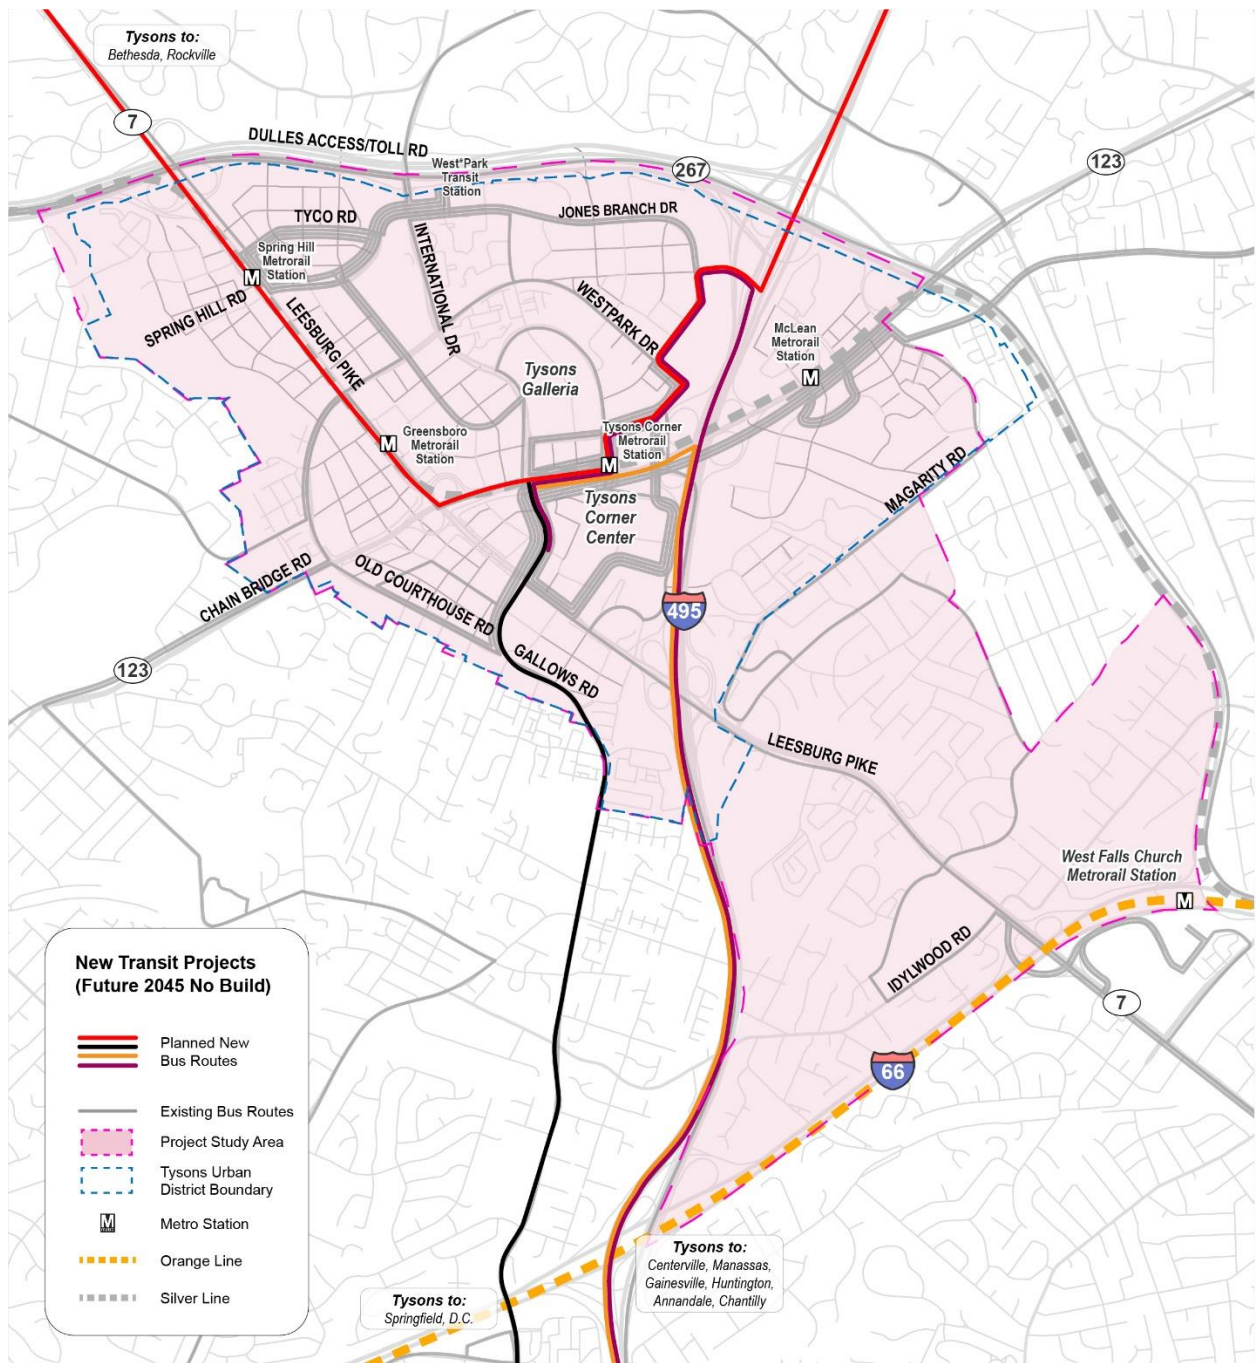 Tysons to:
Bethesda, Rockville
7
DULLES ACCESS/TOLL RD
West*Park
Transit
Station
267
123
TYCO RD
JONES BRANCH DR
Spring Hill
Metrorail
Station
M
INTERNATIONAL DR
SPRING HILL RD
LEESBURG PIKE
WESTPARK DR
McLean
Metrorail
Station
M
Tysons
Galleria
M
Greensboro
Metrorail
Station
Tysons Corner
Metrorail
Station
M
Tysons
Corner
Center
MAGARITY RD
CHAIN BRIDGE RD
OLD COURTHOUSE RD
495
123
GALLOWS RD
LEESBURG PIKE
West Falls Church
Metrorail Station
M
IDYLWOOD RD
7
66
New Transit Projects
(Future 2045 No Build)
Planned New
Bus Routes
Existing Bus Routes
Project Study Area
Tysons Urban
District Boundary
M
Metro Station
Orange Line
Silver Line
Tysons to:
Centerville, Manassas,
Gainesville, Huntington,
Annandale, Chantilly
Tysons to:
Springfield, D.C.